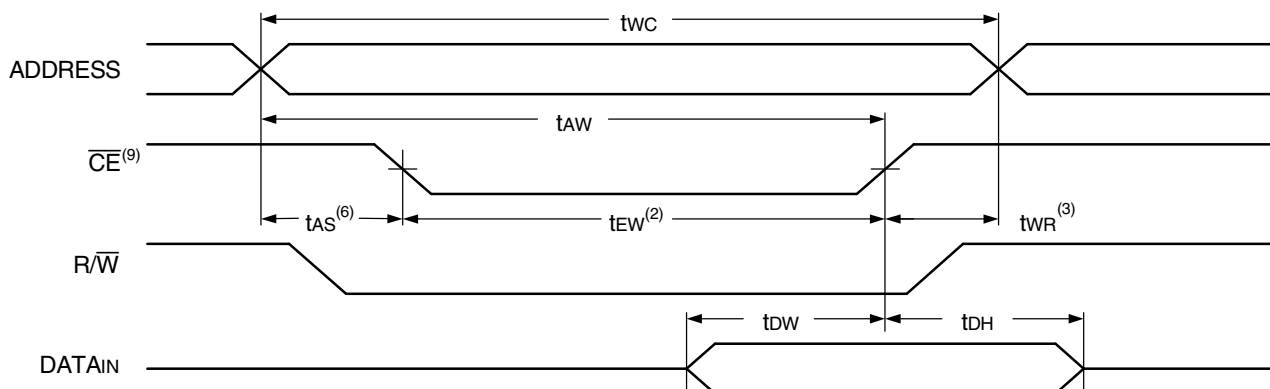 tWC
ADDRESS
tAW
CE(9)
tAS(6) tEW(2) tWR(3)
R/W
tDW tDH
DATAIN